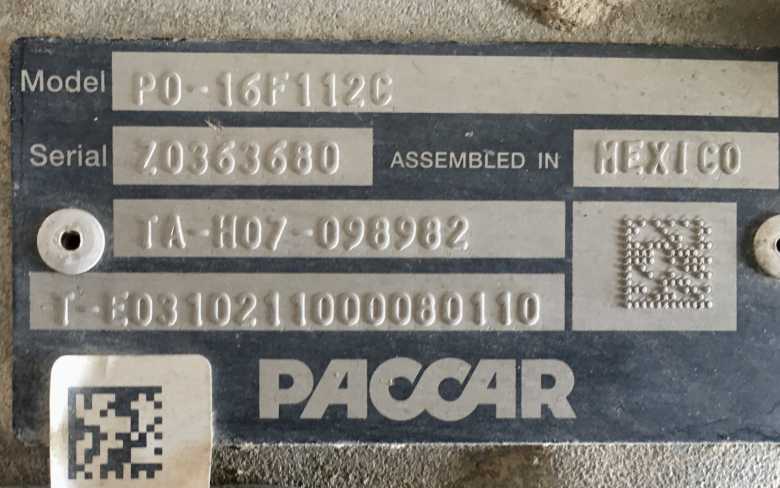 Model PO-16F112C
Serial Z0363680 ASSEMBLED IN MEXICO
TA-H07-098982
T-E0310211000080110
PACCAR